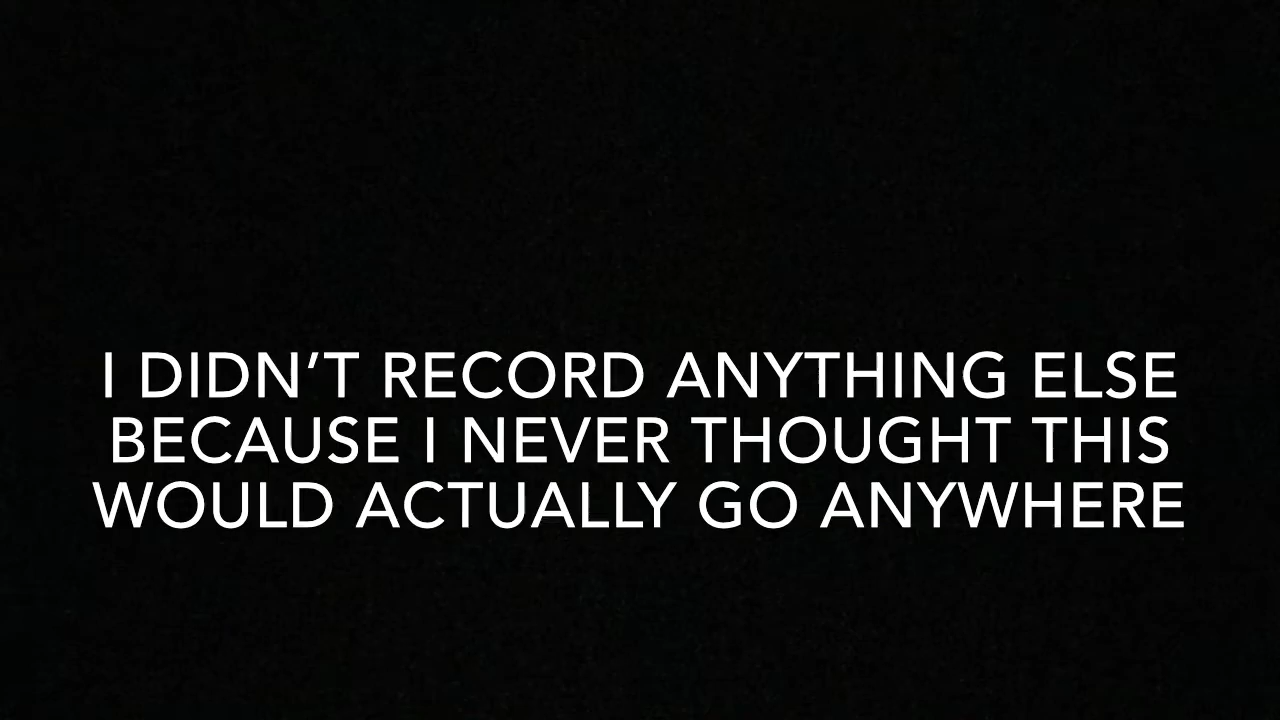 I DIDN’T RECORD ANYTHING ELSE
BECAUSE I NEVER THOUGHT THIS
WOULD ACTUALLY GO ANYWHERE